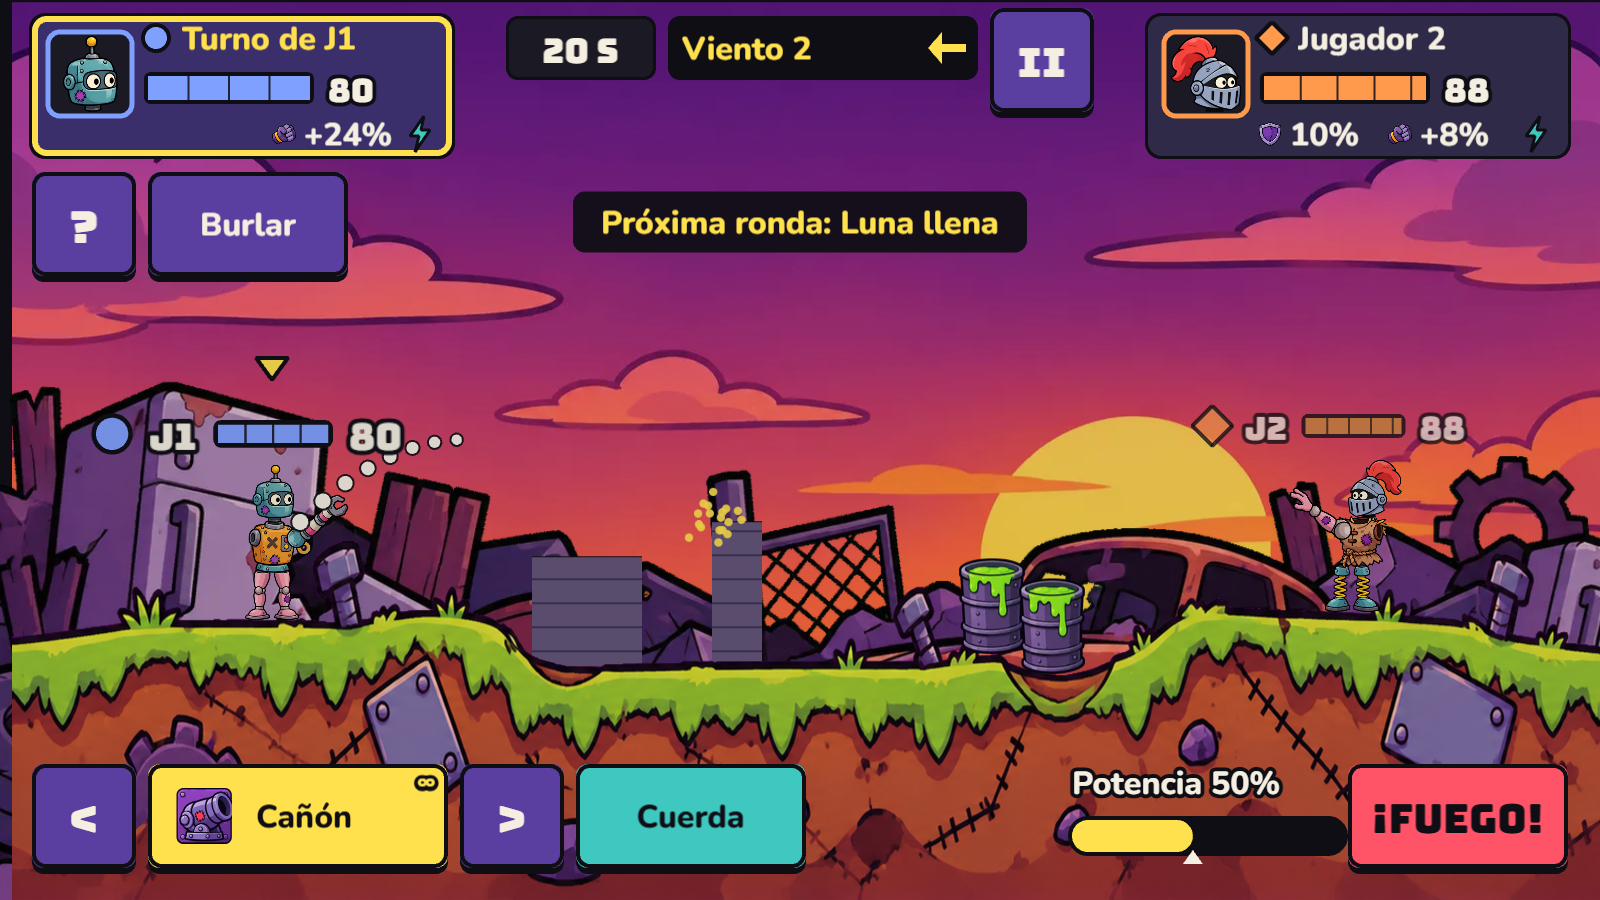 Turno de J1
80
+24%
20 S
Viento 2
II
Jugador 2
88
10%
+8%
?
Burlar
Próxima ronda: Luna llena
J1
80
J2
88
<
Cañón
∞
>
Cuerda
Potencia 50%
¡FUEGO!